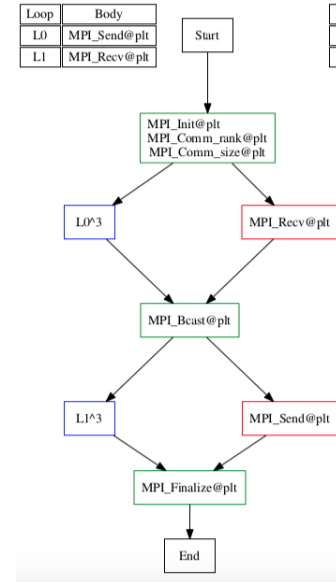 Loop Body
L0 MPI_Send@plt
L1 MPI_Recv@plt
Start
MPI_Init@plt
MPI_Comm_rank@plt
MPI_Comm_size@plt
L0^3 MPI_Recv@plt
MPI_Bcast@plt
L1^3 MPI_Send@plt
MPI_Finalize@plt
End